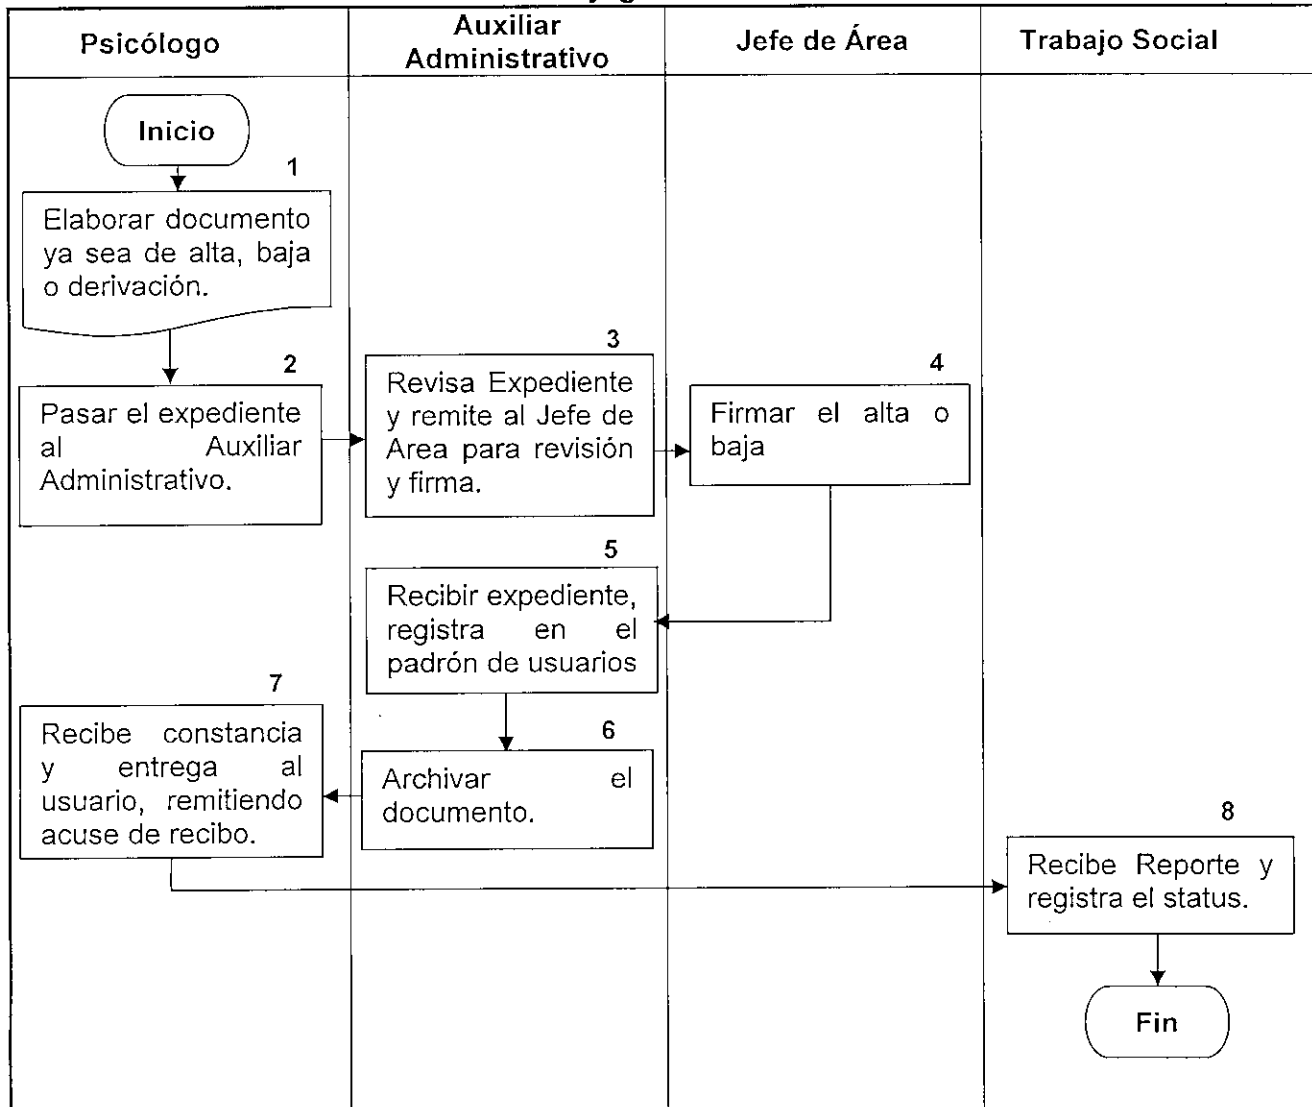 Psicólogo
Auxiliar
Administrativo
Jefe de Área
Trabajo Social
Inicio
1
Elaborar documento
ya sea de alta, baja
o derivación.
2
Pasar el expediente
al Auxiliar
Administrativo.
3
Revisa Expediente
y remite al Jefe de
Area para revisión
y firma.
4
Firmar el alta o
baja
5
Recibir expediente,
registra en el
padrón de usuarios
6
Archivar el
documento.
7
Recibe constancia
y entrega al
usuario, remitiendo
acuse de recibo.
8
Recibe Reporte y
registra el status.
Fin